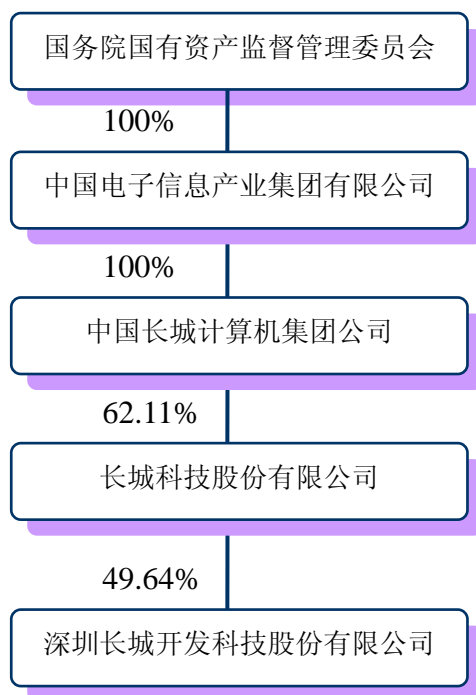 国务院国有资产监督管理委员会
100%
中国电子信息产业集团有限公司
100%
中国长城计算机集团公司
62.11%
长城科技股份有限公司
49.64%
深圳长城开发科技股份有限公司